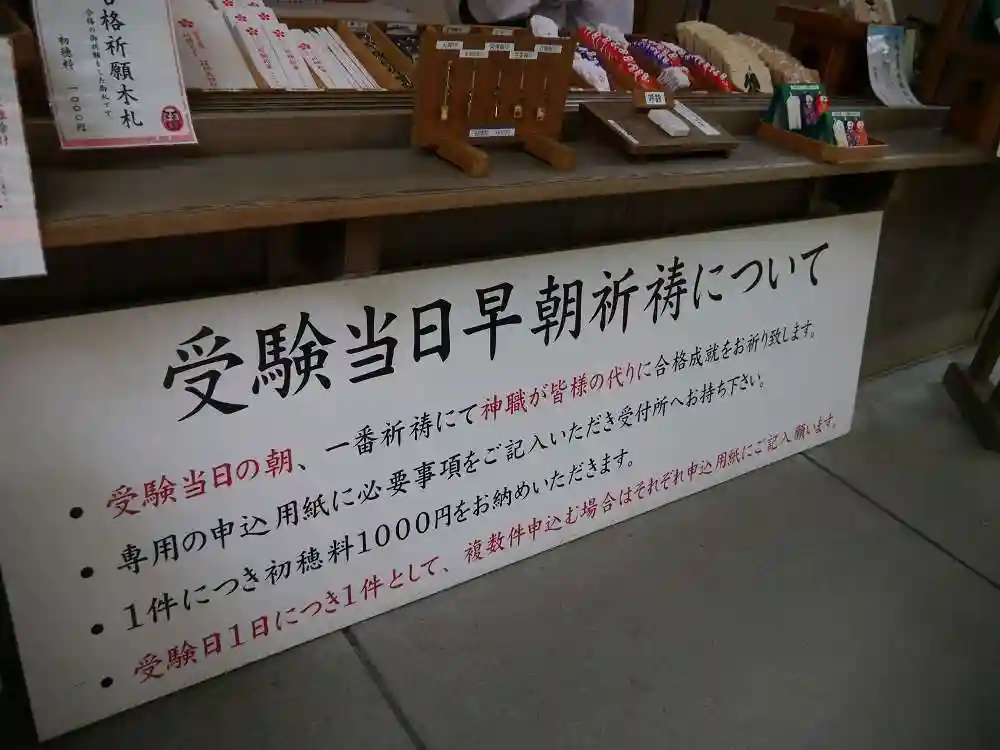 合格祈願木札
初穂料 一〇〇〇円
受験当日早朝祈祷について
• 受験当日の朝、一番祈祷にて神職が皆様の代りに合格成就をお祈り致します。
• 専用の申込用紙に必要事項をご記入いただき受付所へお持ち下さい。
• 1件につき初穂料1000円をお納めいただきます。
• 受験日1日につき1件として、複数件申込む場合はそれぞれ申込用紙にご記入願います。